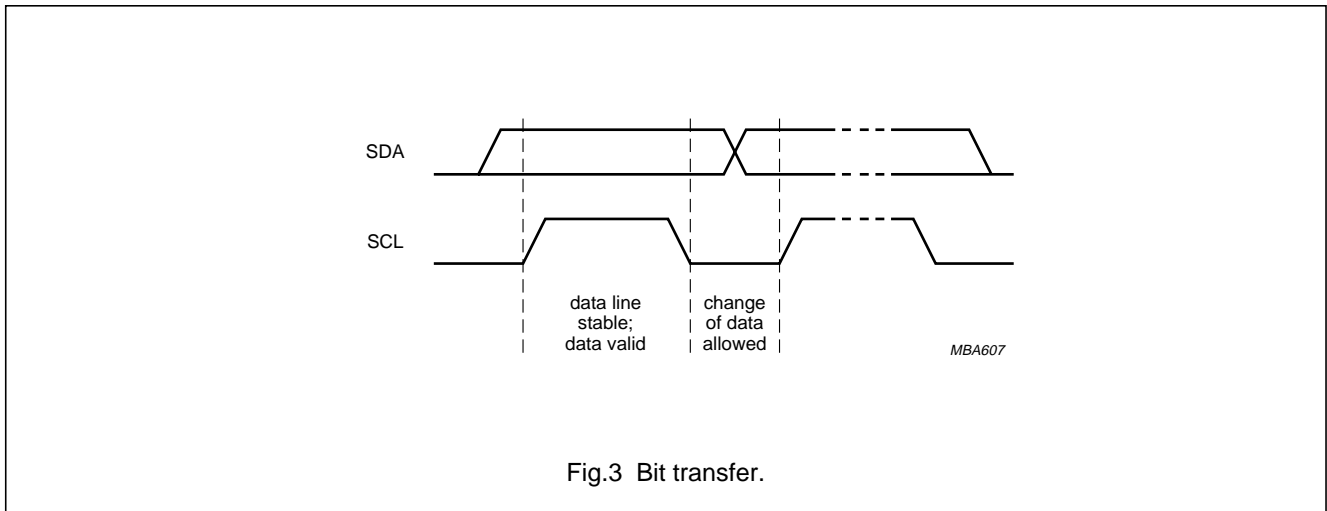 SDA
SCL
data line
stable;
data valid
change
of data
allowed
MBA607
Fig.3 Bit transfer.